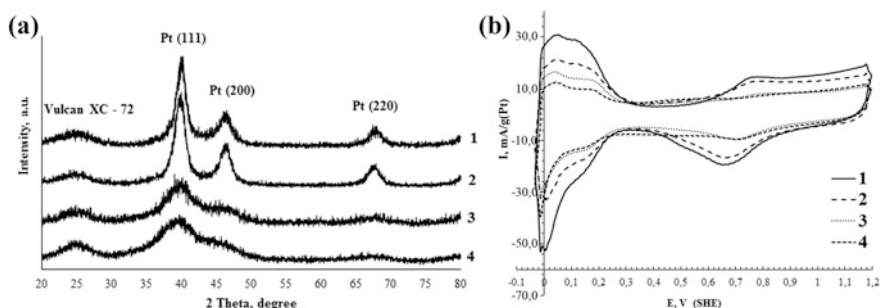 (a)
Pt (111)
Pt (200)
Vulcan XC - 72
Pt (220)
Intensity, a.u.
1
2
3
4
20 25 30 35 40 45 50 55 60 65 70 75 80
2 Theta, degree
(b)
I, mA/g(Pt)
30,0
10,0
-10,0
-30,0
-50,0
-70,0
-0,1 0 0,1 0,2 0,3 0,4 0,5 0,6 0,7 0,8 0,9 1 1,1 1,2
E, V (SHE)
1
2
3
4